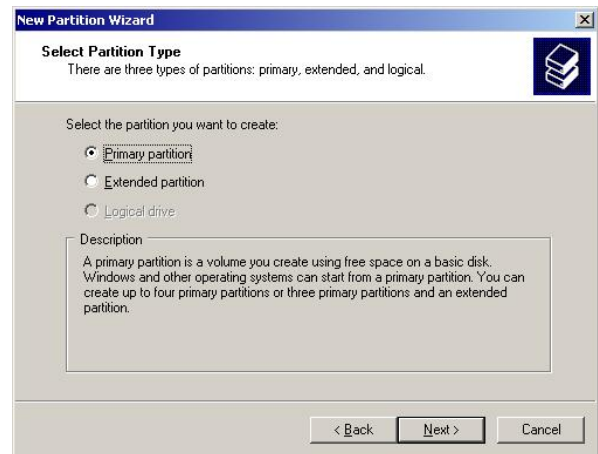 New Partition Wizard
Select Partition Type
There are three types of partitions: primary, extended, and logical.
Select the partition you want to create:
Primary partition
Extended partition
Logical drive
Description
A primary partition is a volume you create using free space on a basic disk.
Windows and other operating systems can start from a primary partition. You can
create up to four primary partitions or three primary partitions and an extended
partition.
< Back Next > Cancel